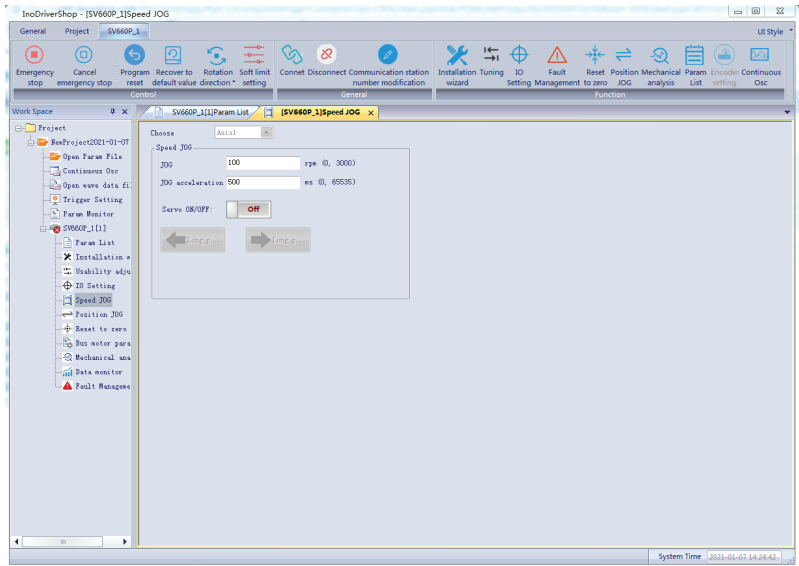 InoDriverShop - [SV660P_1]Speed JOG
General Project SV660P_1 UI Style
Emergency stop
Cancel emergency stop
Program reset
Recover to default value
Rotation direction
Soft limit setting
Connet
Disconnect
Communication station number modification
Installation wizard
Tuning
IO Setting
Fault Management
Reset to zero
Position JOG
Mechanical analysis
Param List
Encoder setting
Continuous Osc
Control
General
Function
Work Space
SV660P_1[1]Param List
[SV660P_1]Speed JOG x
Project
NewProject2021-01-07
Open Param File
Continuous Osc
Open wave data fi
Trigger Setting
Param Monitor
SV660P_1[1]
Param List
Installation w
Usability adju
IO Setting
Speed JOG
Position JOG
Reset to zero
Bus motor para
Mechanical ana
Data monitor
Fault Manageme
Choose Axis1
Speed JOG
JOG 100 rpm (0, 3000)
JOG acceleration 500 ms (0, 65535)
Servo ON/OFF: Off
Long p...
Long p...
System Time 2021-01-07 14:24:42